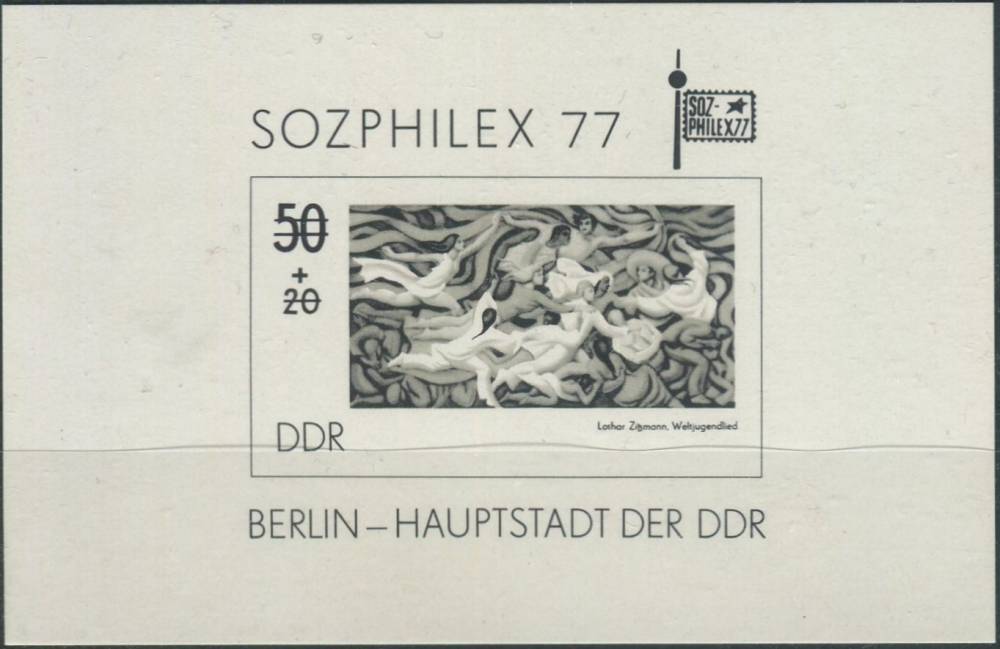 SOZPHILEX 77
SOZ-
PHILEX77
50
+
20
DDR
Lothar Zitzmann, Weltjugendlied
BERLIN – HAUPTSTADT DER DDR